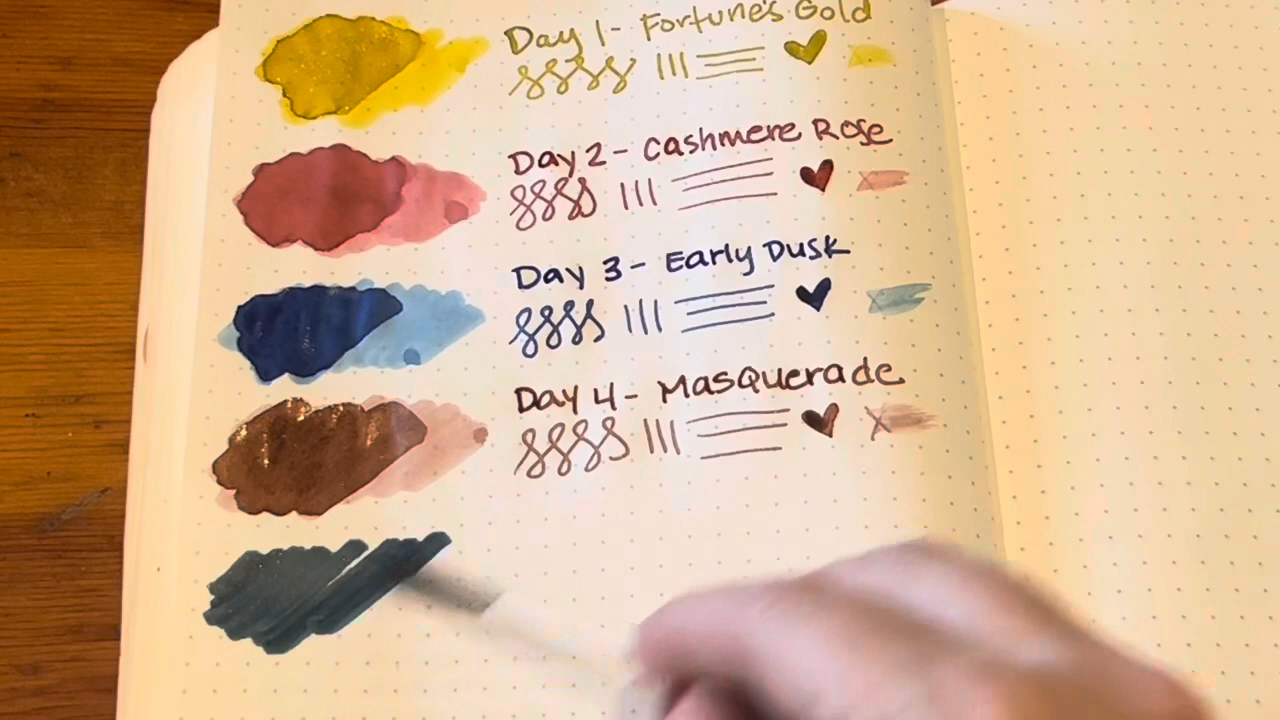 Day 1- Fortune's Gold
Day 2- Cashmere Rose
Day 3- Early Dusk
Day 4- Masquerade